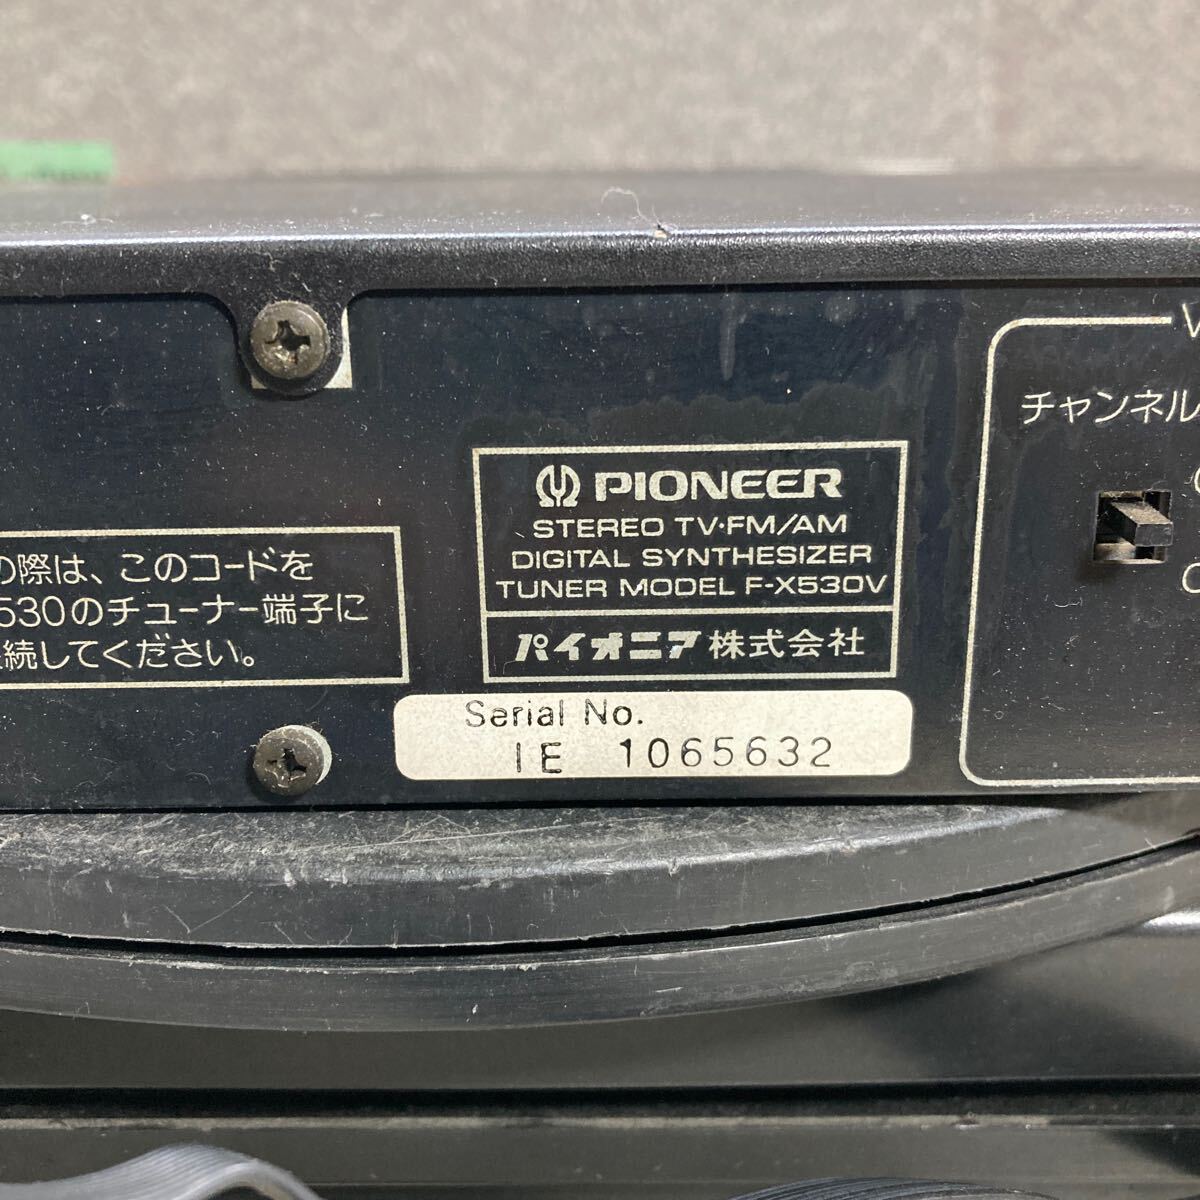 の際は、このコードを
530のチューナー端子に
続してください。
PIONEER
STEREO TV·FM/AM
DIGITAL SYNTHESIZER
TUNER MODEL F-X530V
パイオニア株式会社
Serial No.
IE 1065632
V
チャンネル